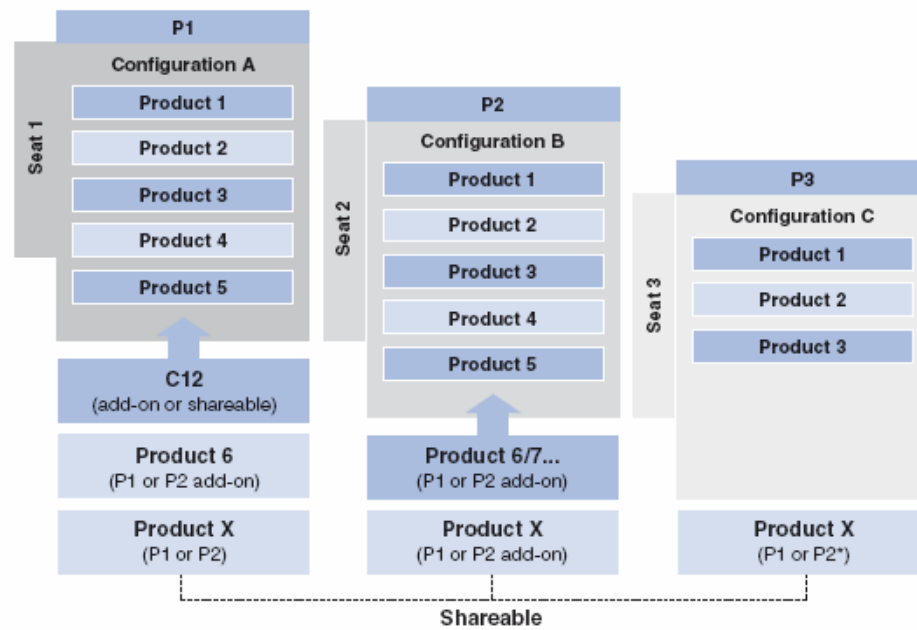 P1
Configuration A
Seat 1
Product 1
Product 2
Product 3
Product 4
Product 5
C12
(add-on or shareable)
Product 6
(P1 or P2 add-on)
Product X
(P1 or P2)
P2
Configuration B
Seat 2
Product 1
Product 2
Product 3
Product 4
Product 5
Product 6/7...
(P1 or P2 add-on)
Product X
(P1 or P2 add-on)
P3
Configuration C
Seat 3
Product 1
Product 2
Product 3
Product X
(P1 or P2*)
Shareable